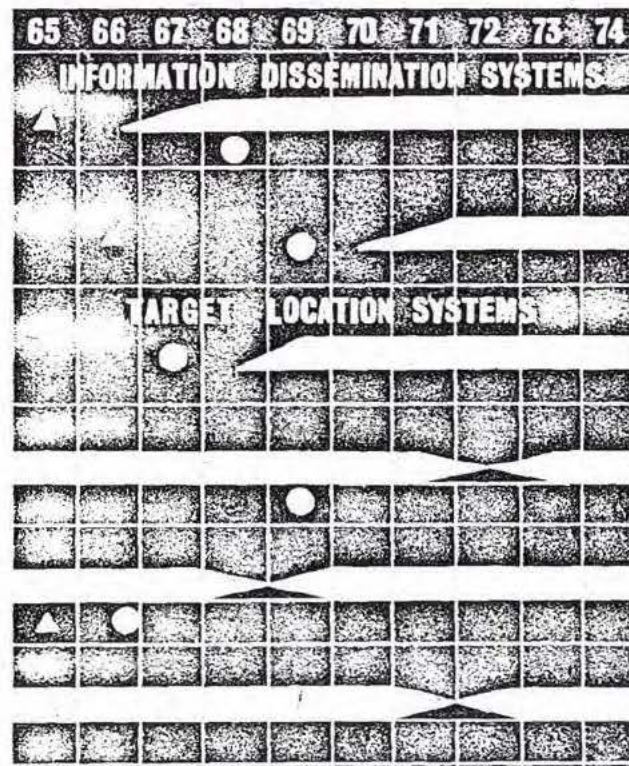 65 66 67 68 69 70 71 72 73 74
INFORMATION DISSEMINATION SYSTEMS
TARGET LOCATION SYSTEMS